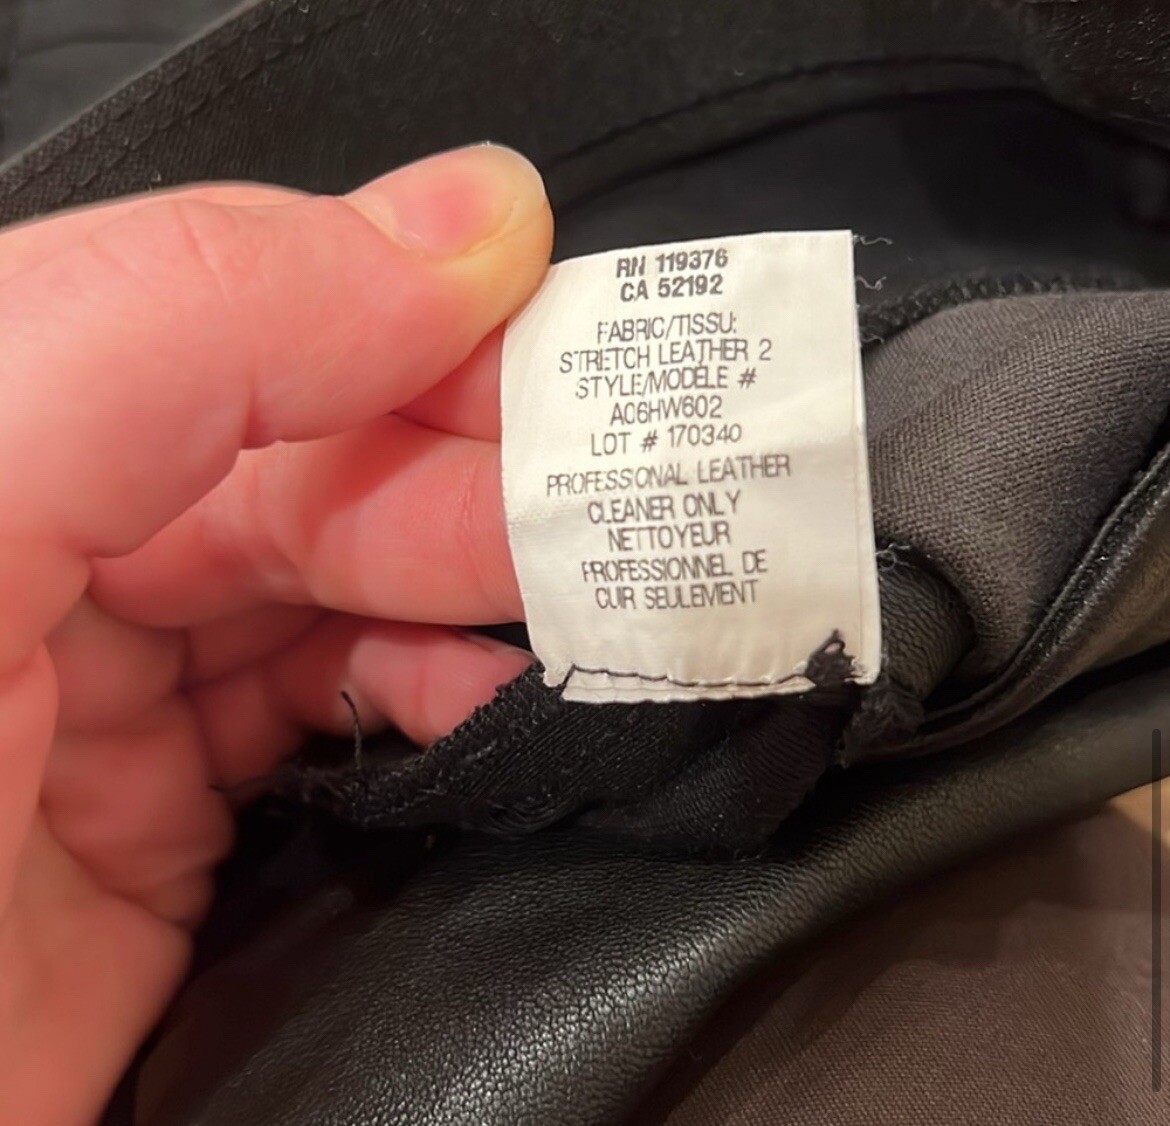 RN 119376
CA 52192
FABRIC/TISSU:
STRETCH LEATHER 2
STYLE/MODÈLE #
A06HW602
LOT # 170340
PROFESSIONAL LEATHER
CLEANER ONLY
NETTOYEUR
PROFESSIONNEL DE
CUIR SEULEMENT